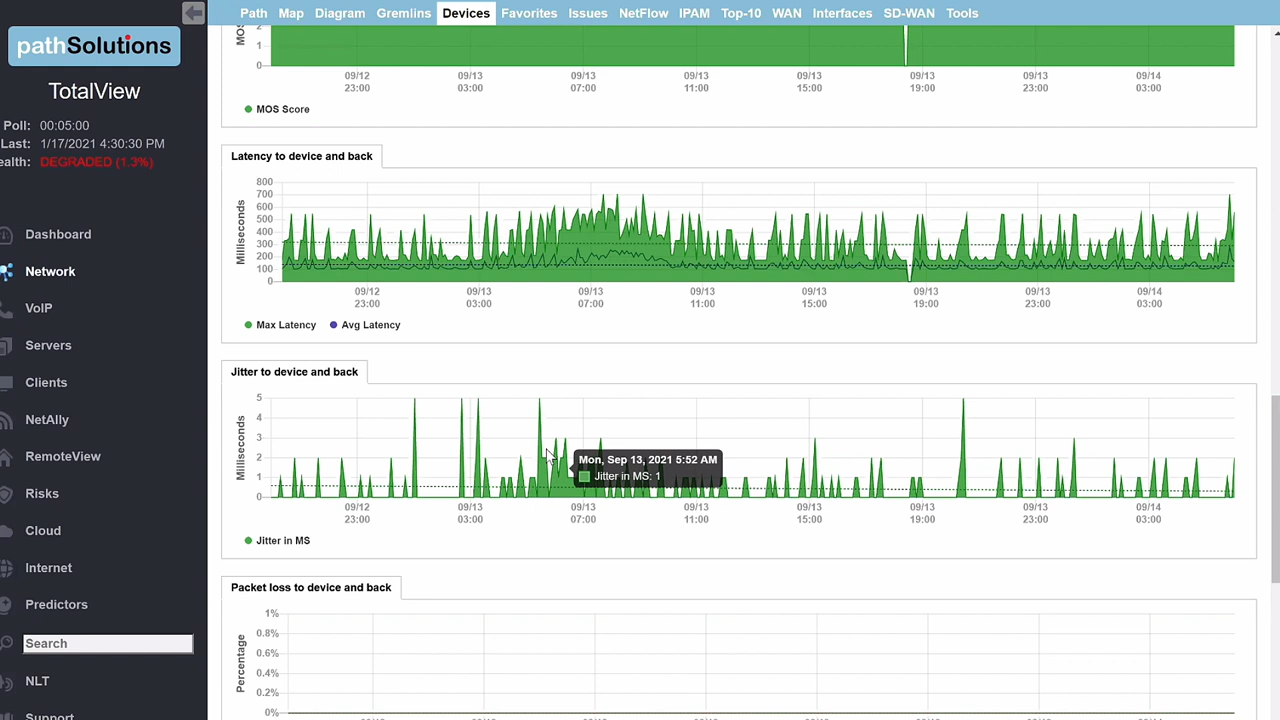 Path Map Diagram Gremlins Devices Favorites Issues NetFlow IPAM Top-10 WAN Interfaces SD-WAN Tools
pathSolutions
TotalView
Poll: 00:05:00
Last: 1/17/2021 4:30:30 PM
ealth: DEGRADED (1.3%)
Dashboard
Network
VoIP
Servers
Clients
NetAlly
RemoteView
Risks
Cloud
Internet
Predictors
Search
NLT
Support
MOS
2
1
0
09/12 09/13 09/13 09/13 09/13 09/13 09/13 09/14
23:00 03:00 07:00 11:00 15:00 19:00 23:00 03:00
MOS Score
Latency to device and back
Milliseconds
800
700
600
500
400
300
200
100
0
09/12 09/13 09/13 09/13 09/13 09/13 09/13 09/14
23:00 03:00 07:00 11:00 15:00 19:00 23:00 03:00
Max Latency Avg Latency
Jitter to device and back
Milliseconds
5
4
3
2
1
0
Mon, Sep 13, 2021 5:52 AM
Jitter in MS: 1
09/12 09/13 09/13 09/13 09/13 09/13 09/13 09/14
23:00 03:00 07:00 11:00 15:00 19:00 23:00 03:00
Jitter in MS
Packet loss to device and back
Percentage
1%
0.8%
0.6%
0.4%
0.2%
0%